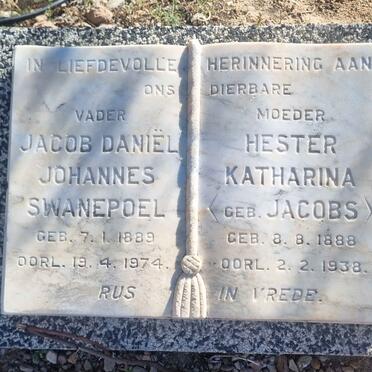 IN LIEFDEVOLLE HERINNERING AAN
ONS DIERBARE
VADER
JACOB DANIËL
JOHANNES
SWANEPOEL
GEB. 7.1.1889
OORL. 19.4.1974.
MOEDER
HESTER
KATHARINA
(GEB. JACOBS)
GEB. 8.8.1888
OORL. 2.2.1938.
RUS IN VREDE.